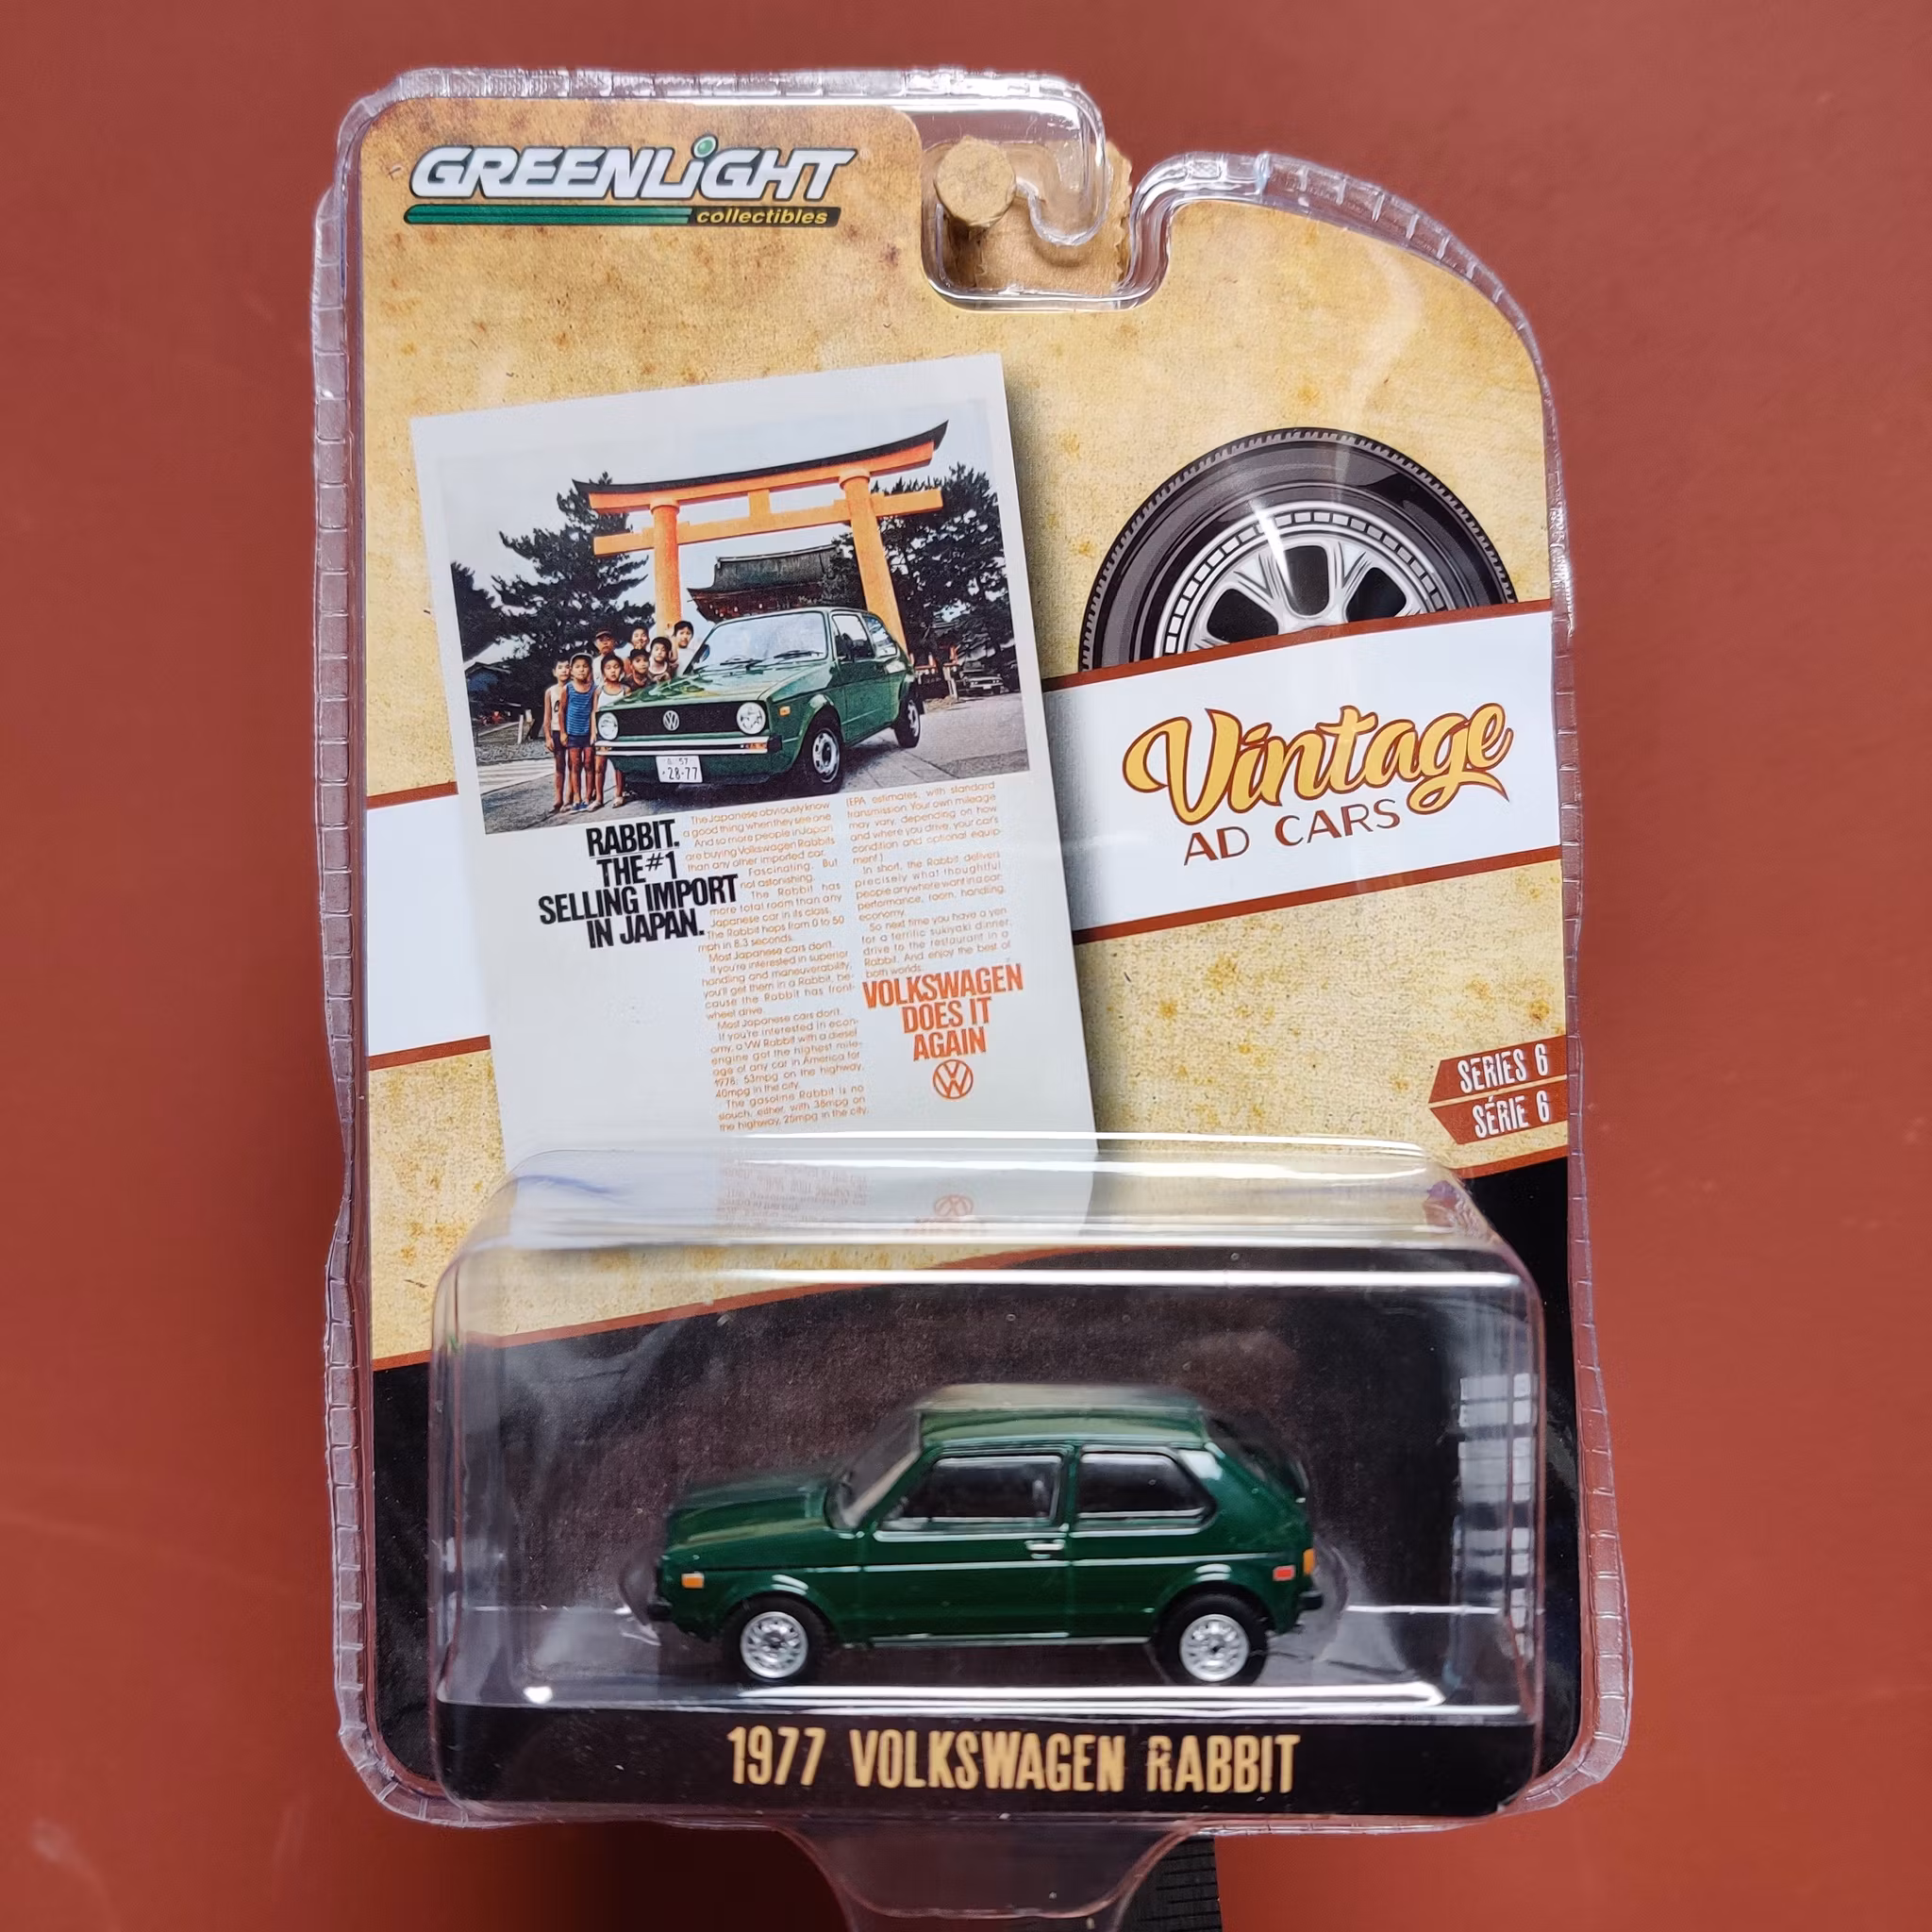 GREENLiGHT
collectibles
品 57
28-77
RABBIT.
THE #1
SELLING IMPORT
IN JAPAN.
The Japanese obviously know
a good thing when they see one.
And so more people in Japan
are buying Volkswagen Rabbits
than any other imported car.
Fascinating. But
not astonishing.
The Rabbit has
more total room than any
Japanese car in its class.
The Rabbit hops from 0 to 50
mph in 8.3 seconds.
Most Japanese cars don't.
If you're interested in superior
handling and maneuverability,
you'll get them in a Rabbit, be-
cause the Rabbit has front-
wheel drive.
Most Japanese cars don't.
If you're interested in econ-
omy, a VW Rabbit with a diesel
engine got the highest mile-
age of any car in America for
1978: 53mpg on the highway,
40mpg in the city.
The gasoline Rabbit is no
slouch, either, with 38mpg on
the highway, 25mpg in the city.
(EPA estimates, with standard
transmission. Your own mileage
may vary, depending on how
and where you drive, your car's
condition and optional equip-
ment.)
In short, the Rabbit delivers
precisely what thoughtful
people anywhere want in a car:
performance, room, handling,
economy.
So next time you have a yen
for a terrific sukiyaki dinner,
drive to the restaurant in a
Rabbit. And enjoy the best of
both worlds.
VOLKSWAGEN
DOES IT
AGAIN
Vintage
AD CARS
SERIES 6
SÉRIE 6
1977 VOLKSWAGEN RABBIT